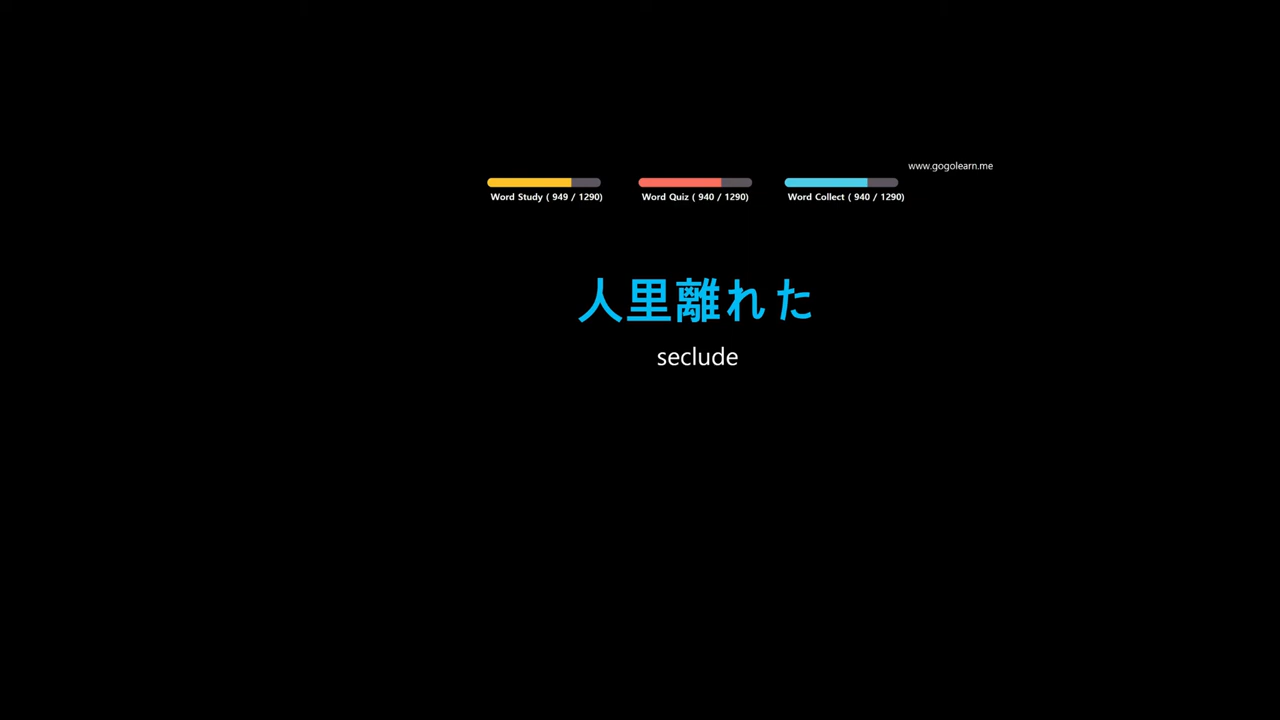 www.gogolearn.me
Word Study ( 949 / 1290)
Word Quiz ( 940 / 1290)
Word Collect ( 940 / 1290)
人里離れた
seclude